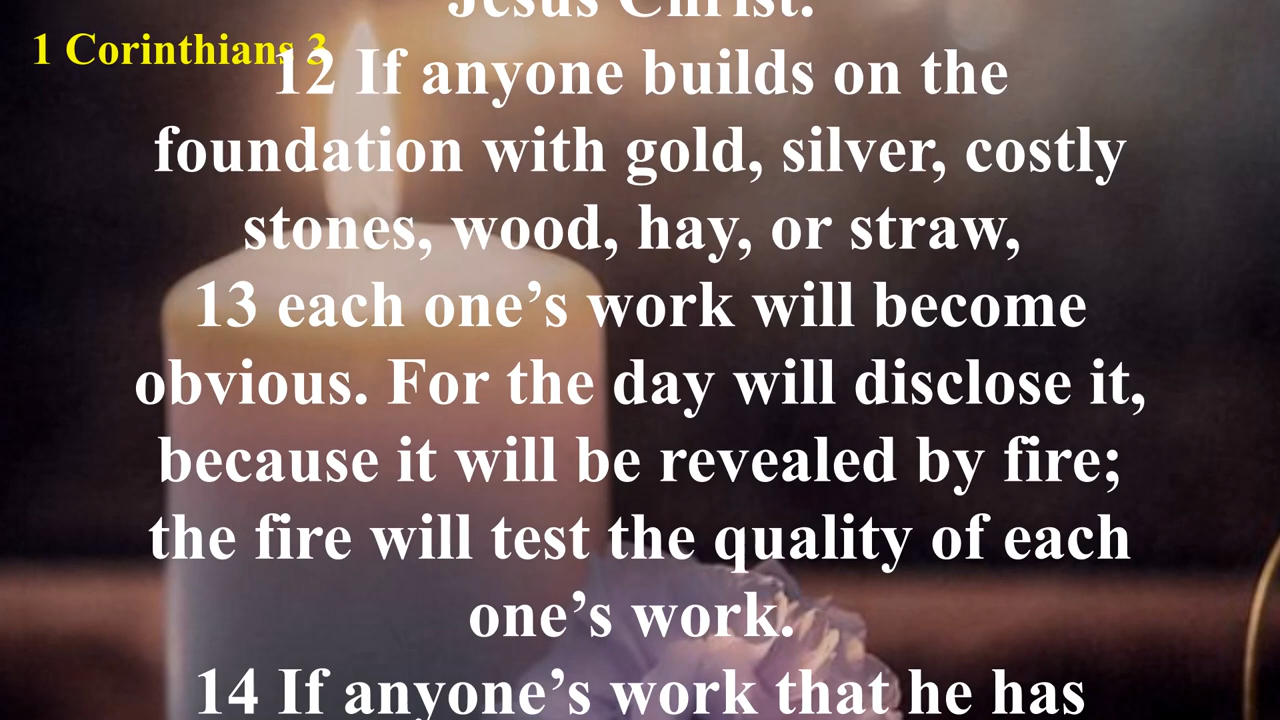 Jesus Christ.
1 Corinthians 3
12 If anyone builds on the
foundation with gold, silver, costly
stones, wood, hay, or straw,
13 each one’s work will become
obvious. For the day will disclose it,
because it will be revealed by fire;
the fire will test the quality of each
one’s work.
14 If anyone’s work that he has